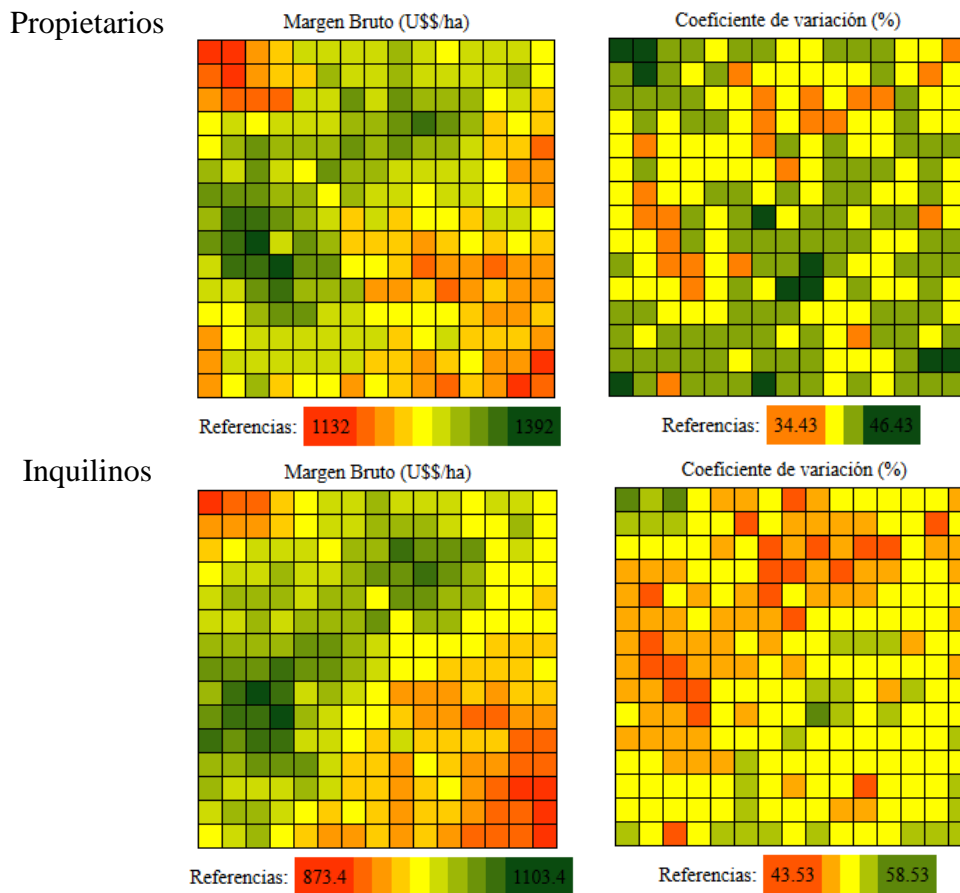 Propietarios
Margen Bruto (U$$/ha)
Coeficiente de variación (%)
Referencias: 1132 1392
Referencias: 34.43 46.43
Inquilinos
Margen Bruto (U$$/ha)
Coeficiente de variación (%)
Referencias: 873.4 1103.4
Referencias: 43.53 58.53